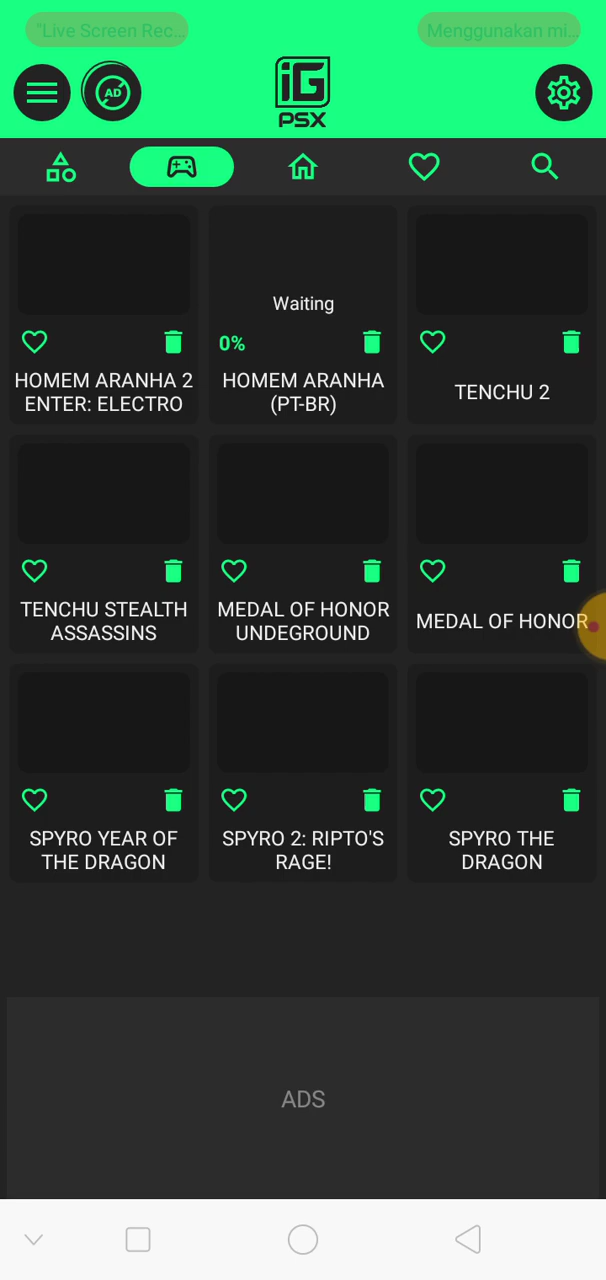 "Live Screen Rec...
Menggunakan mi...
AD
iG
PSX
Waiting
0%
HOMEM ARANHA 2
ENTER: ELECTRO
HOMEM ARANHA
(PT-BR)
TENCHU 2
TENCHU STEALTH
ASSASSINS
MEDAL OF HONOR
UNDEGROUND
MEDAL OF HONOR
SPYRO YEAR OF
THE DRAGON
SPYRO 2: RIPTO'S
RAGE!
SPYRO THE
DRAGON
ADS